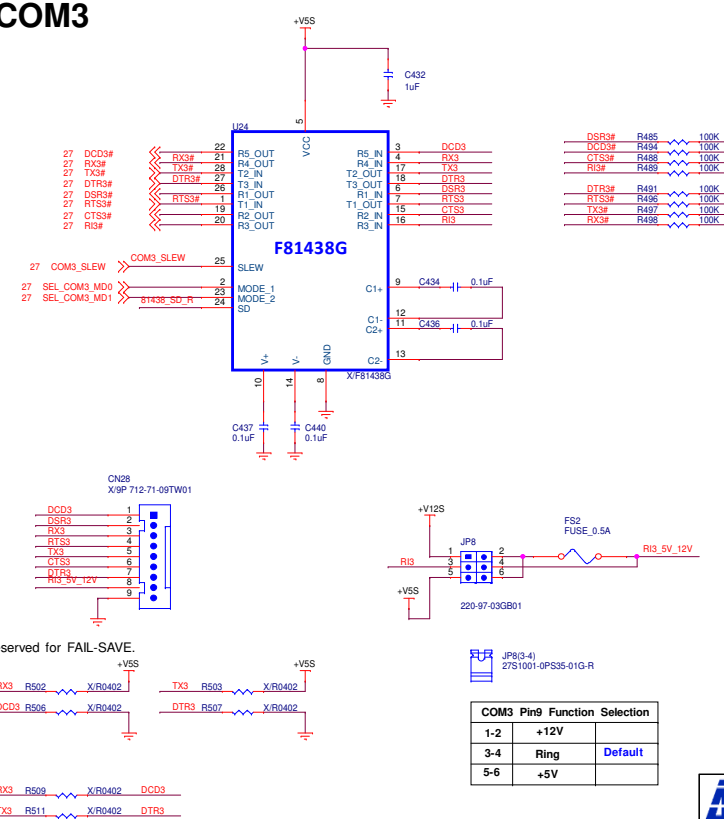 COM3
+V5S
C432
1uF
U24
5
VCC
27 DCD3# 22 R5_OUT R5_IN 3 DCD3
27 RX3# RX3# 21 R4_OUT R4_IN 4 RX3
27 TX3# TX3# 28 T2_IN T2_OUT 17 TX3
27 DTR3# DTR3# 27 T3_IN T3_OUT 18 DTR3
27 DSR3# 26 R1_OUT R1_IN 6 DSR3
27 RTS3# RTS3# 1 T1_IN T1_OUT 7 RTS3
27 CTS3# 19 R2_OUT R2_IN 15 CTS3
27 RI3# 20 R3_OUT R3_IN 16 RI3
DSR3# R485 100K
DCD3# R494 100K
CTS3# R488 100K
RI3# R489 100K
DTR3# R491 100K
RTS3# R496 100K
TX3# R497 100K
RX3# R498 100K
F81438G
27 COM3_SLEW COM3_SLEW 25 SLEW
27 SEL_COM3_MD0 2 MODE_1
27 SEL_COM3_MD1 23 MODE_2
81438_SD_R 24 SD
C1+ 9 C434 0.1uF
C1- 12
C2+ 11 C436 0.1uF
C2- 13
V+ V- GND
10 14 8
X/F81438G
C437
0.1uF
C440
0.1uF
CN28
X/9P 712-71-09TW01
DCD3 1
DSR3 2
RX3 3
RTS3 4
TX3 5
CTS3 6
DTR3 7
RI3_5V_12V 8
9
+V12S
JP8
1 2
RI3 3 4
5 6
+V5S
220-97-03GB01
FS2
FUSE_0.5A
RI3_5V_12V
JP8(3-4)
27S1001-0PS35-01G-R
eserved for FAIL-SAVE.
+V5S
+V5S
RX3 R502 X/R0402
TX3 R503 X/R0402
DCD3 R506 X/R0402
DTR3 R507 X/R0402
RX3 R509 X/R0402 DCD3
TX3 R511 X/R0402 DTR3
COM3 Pin9 Function Selection
1-2 +12V
3-4 Ring Default
5-6 +5V